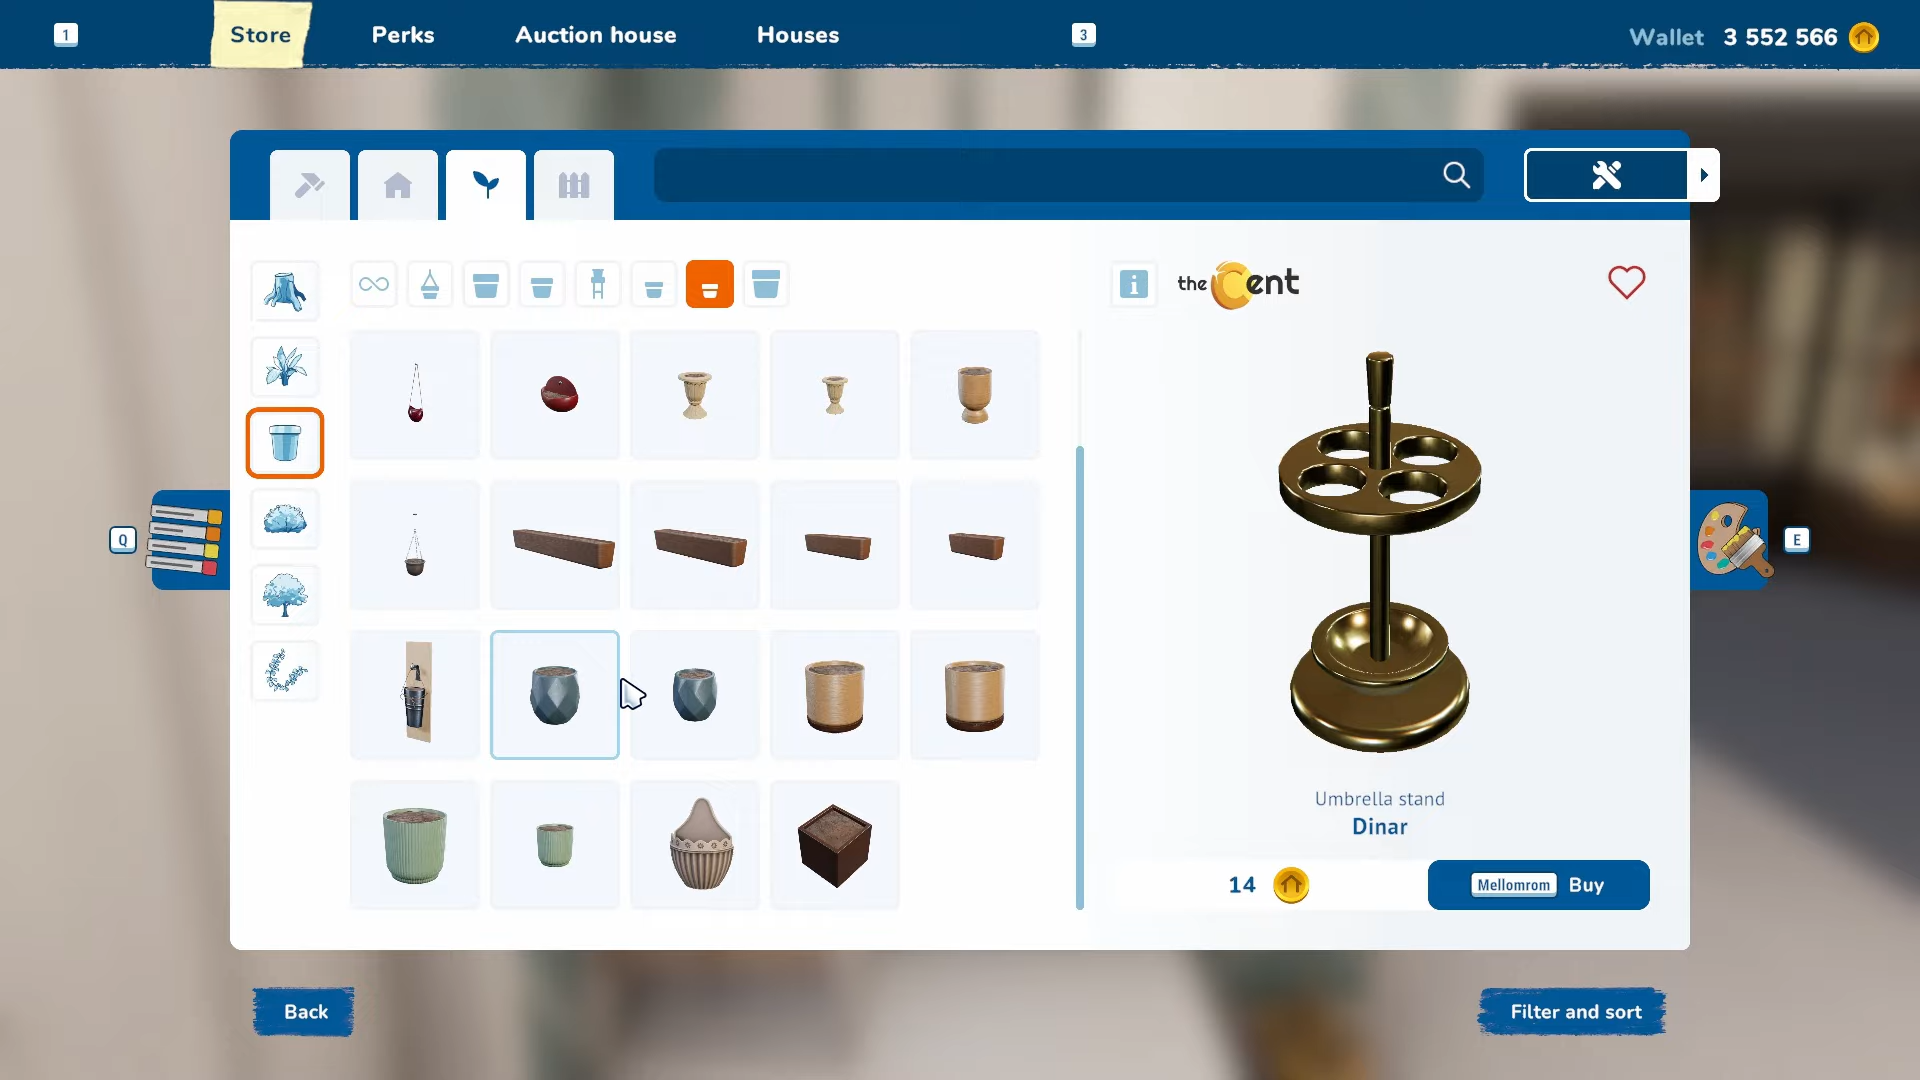 1
Store
Perks
Auction house
Houses
3
Wallet 3 552 566
the Cent
Q
E
Umbrella stand
Dinar
14
Mellomrom Buy
Back
Filter and sort